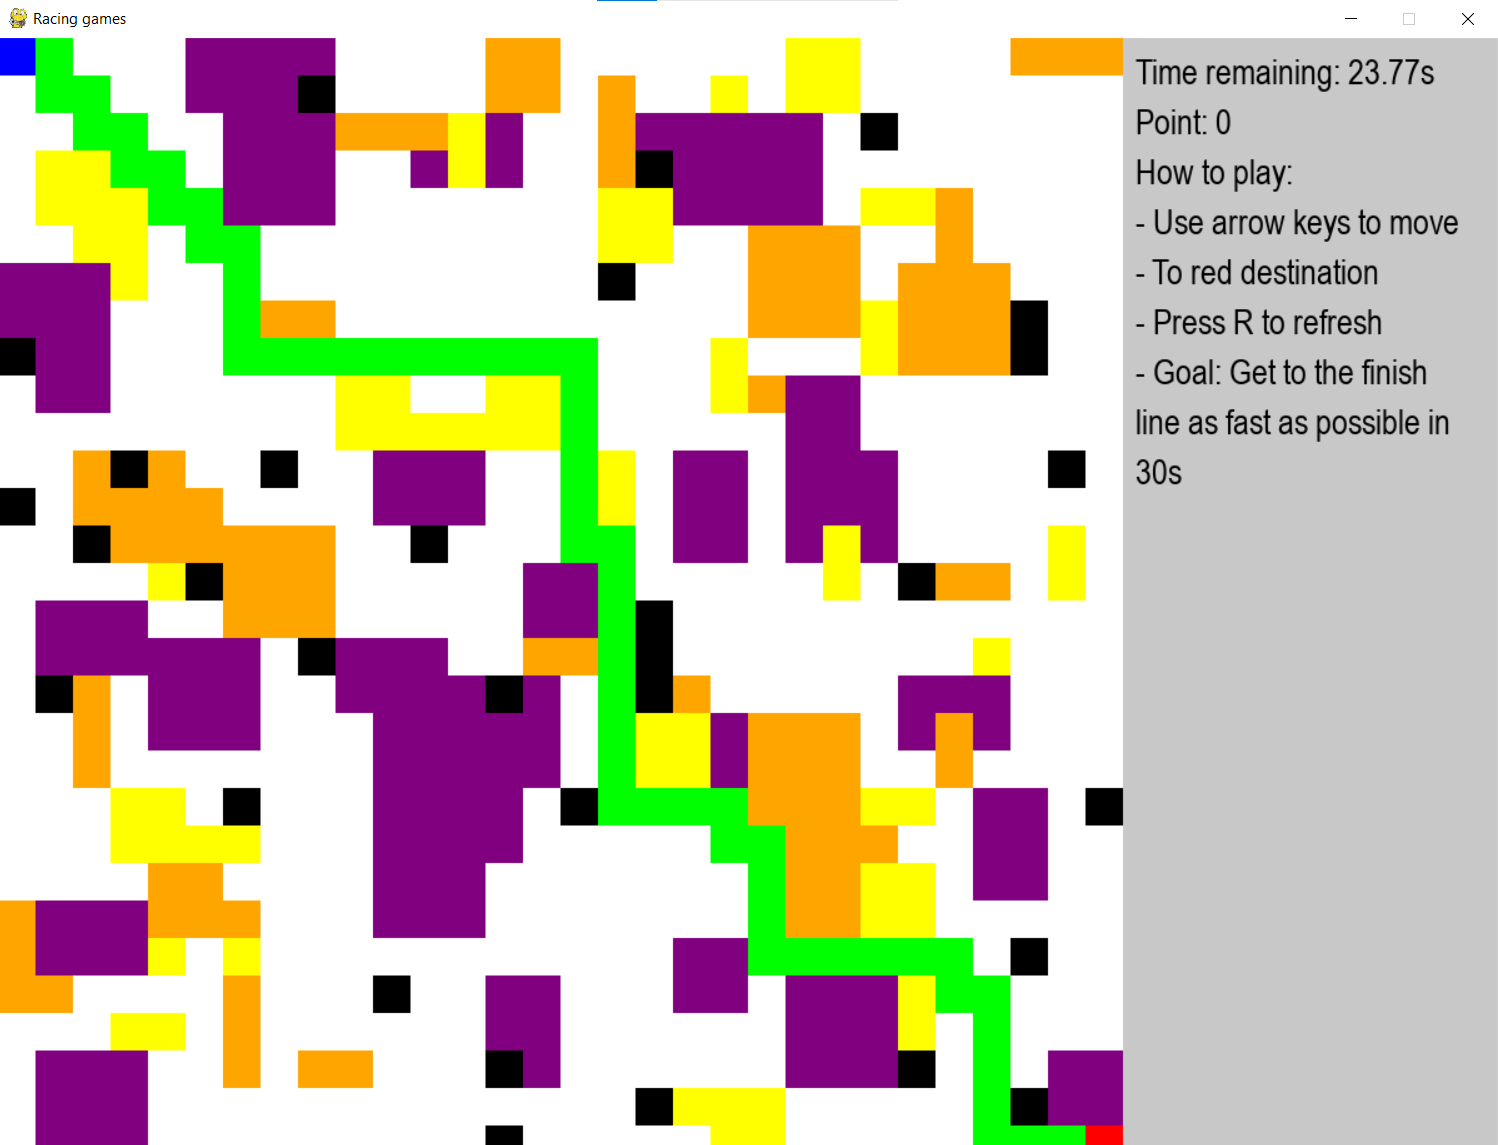 Racing games
Time remaining: 23.77s
Point: 0
How to play:
- Use arrow keys to move
- To red destination
- Press R to refresh
- Goal: Get to the finish
line as fast as possible in
30s